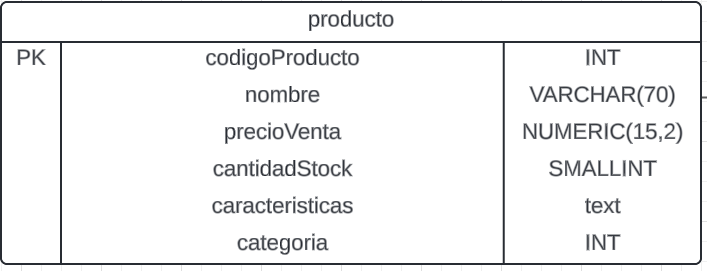 producto
PK codigoProducto INT
nombre VARCHAR(70)
precioVenta NUMERIC(15,2)
cantidadStock SMALLINT
caracteristicas text
categoria INT